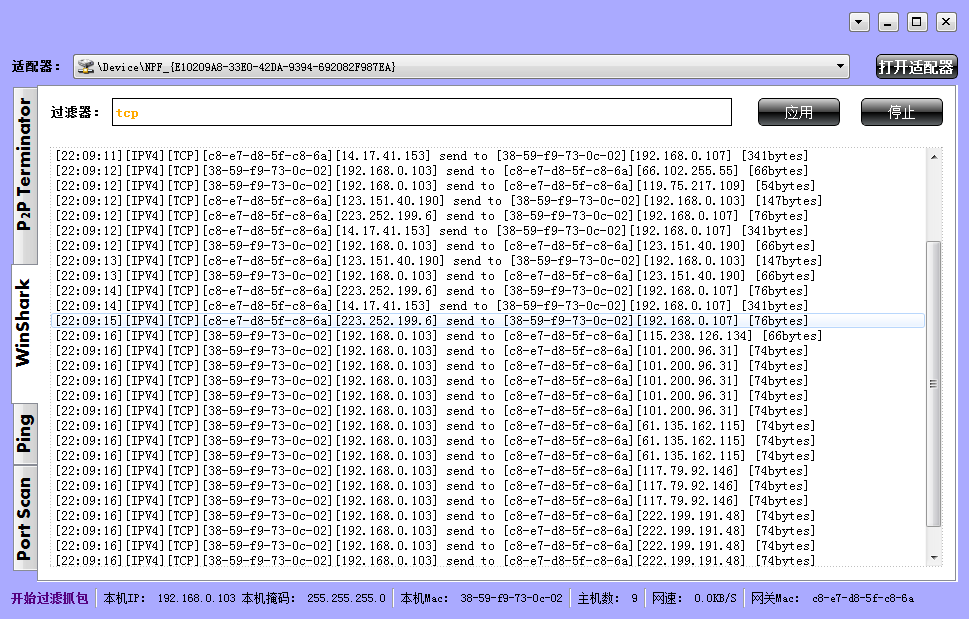 适配器： \Device\NPF_{E10209A8-33E0-42DA-9394-692082F987EA} 打开适配器
P2P Terminator
WinShark
Ping
Port Scan
过滤器： tcp 应用 停止
[22:09:11][IPV4][TCP][c8-e7-d8-5f-c8-6a][14.17.41.153] send to [38-59-f9-73-0c-02][192.168.0.107] [341bytes]
[22:09:12][IPV4][TCP][38-59-f9-73-0c-02][192.168.0.103] send to [c8-e7-d8-5f-c8-6a][66.102.255.55] [66bytes]
[22:09:12][IPV4][TCP][38-59-f9-73-0c-02][192.168.0.103] send to [c8-e7-d8-5f-c8-6a][119.75.217.109] [54bytes]
[22:09:12][IPV4][TCP][c8-e7-d8-5f-c8-6a][123.151.40.190] send to [38-59-f9-73-0c-02][192.168.0.103] [147bytes]
[22:09:12][IPV4][TCP][c8-e7-d8-5f-c8-6a][223.252.199.6] send to [38-59-f9-73-0c-02][192.168.0.107] [76bytes]
[22:09:12][IPV4][TCP][c8-e7-d8-5f-c8-6a][14.17.41.153] send to [38-59-f9-73-0c-02][192.168.0.107] [341bytes]
[22:09:12][IPV4][TCP][38-59-f9-73-0c-02][192.168.0.103] send to [c8-e7-d8-5f-c8-6a][123.151.40.190] [66bytes]
[22:09:13][IPV4][TCP][c8-e7-d8-5f-c8-6a][123.151.40.190] send to [38-59-f9-73-0c-02][192.168.0.103] [147bytes]
[22:09:13][IPV4][TCP][38-59-f9-73-0c-02][192.168.0.103] send to [c8-e7-d8-5f-c8-6a][123.151.40.190] [66bytes]
[22:09:14][IPV4][TCP][c8-e7-d8-5f-c8-6a][223.252.199.6] send to [38-59-f9-73-0c-02][192.168.0.107] [76bytes]
[22:09:14][IPV4][TCP][c8-e7-d8-5f-c8-6a][14.17.41.153] send to [38-59-f9-73-0c-02][192.168.0.107] [341bytes]
[22:09:15][IPV4][TCP][c8-e7-d8-5f-c8-6a][223.252.199.6] send to [38-59-f9-73-0c-02][192.168.0.107] [76bytes]
[22:09:16][IPV4][TCP][38-59-f9-73-0c-02][192.168.0.103] send to [c8-e7-d8-5f-c8-6a][115.238.126.134] [66bytes]
[22:09:16][IPV4][TCP][38-59-f9-73-0c-02][192.168.0.103] send to [c8-e7-d8-5f-c8-6a][101.200.96.31] [74bytes]
[22:09:16][IPV4][TCP][38-59-f9-73-0c-02][192.168.0.103] send to [c8-e7-d8-5f-c8-6a][101.200.96.31] [74bytes]
[22:09:16][IPV4][TCP][38-59-f9-73-0c-02][192.168.0.103] send to [c8-e7-d8-5f-c8-6a][101.200.96.31] [74bytes]
[22:09:16][IPV4][TCP][38-59-f9-73-0c-02][192.168.0.103] send to [c8-e7-d8-5f-c8-6a][101.200.96.31] [74bytes]
[22:09:16][IPV4][TCP][38-59-f9-73-0c-02][192.168.0.103] send to [c8-e7-d8-5f-c8-6a][101.200.96.31] [74bytes]
[22:09:16][IPV4][TCP][38-59-f9-73-0c-02][192.168.0.103] send to [c8-e7-d8-5f-c8-6a][61.135.162.115] [74bytes]
[22:09:16][IPV4][TCP][38-59-f9-73-0c-02][192.168.0.103] send to [c8-e7-d8-5f-c8-6a][61.135.162.115] [74bytes]
[22:09:16][IPV4][TCP][38-59-f9-73-0c-02][192.168.0.103] send to [c8-e7-d8-5f-c8-6a][61.135.162.115] [74bytes]
[22:09:16][IPV4][TCP][38-59-f9-73-0c-02][192.168.0.103] send to [c8-e7-d8-5f-c8-6a][117.79.92.146] [74bytes]
[22:09:16][IPV4][TCP][38-59-f9-73-0c-02][192.168.0.103] send to [c8-e7-d8-5f-c8-6a][117.79.92.146] [74bytes]
[22:09:16][IPV4][TCP][38-59-f9-73-0c-02][192.168.0.103] send to [c8-e7-d8-5f-c8-6a][117.79.92.146] [74bytes]
[22:09:16][IPV4][TCP][38-59-f9-73-0c-02][192.168.0.103] send to [c8-e7-d8-5f-c8-6a][222.199.191.48] [74bytes]
[22:09:16][IPV4][TCP][38-59-f9-73-0c-02][192.168.0.103] send to [c8-e7-d8-5f-c8-6a][222.199.191.48] [74bytes]
[22:09:16][IPV4][TCP][38-59-f9-73-0c-02][192.168.0.103] send to [c8-e7-d8-5f-c8-6a][222.199.191.48] [74bytes]
[22:09:16][IPV4][TCP][38-59-f9-73-0c-02][192.168.0.103] send to [c8-e7-d8-5f-c8-6a][222.199.191.48] [74bytes]
开始过滤抓包 本机IP： 192.168.0.103 本机掩码： 255.255.255.0 本机Mac： 38-59-f9-73-0c-02 主机数： 9 网速： 0.0KB/S 网关Mac： c8-e7-d8-5f-c8-6a